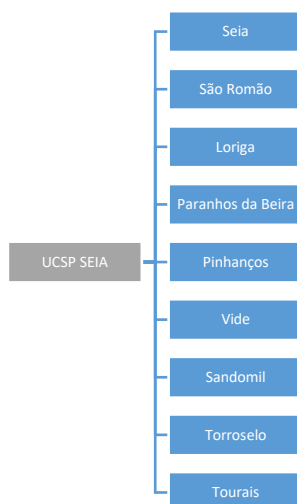 UCSP SEIA
Seia
São Romão
Loriga
Paranhos da Beira
Pinhanços
Vide
Sandomil
Torroselo
Tourais